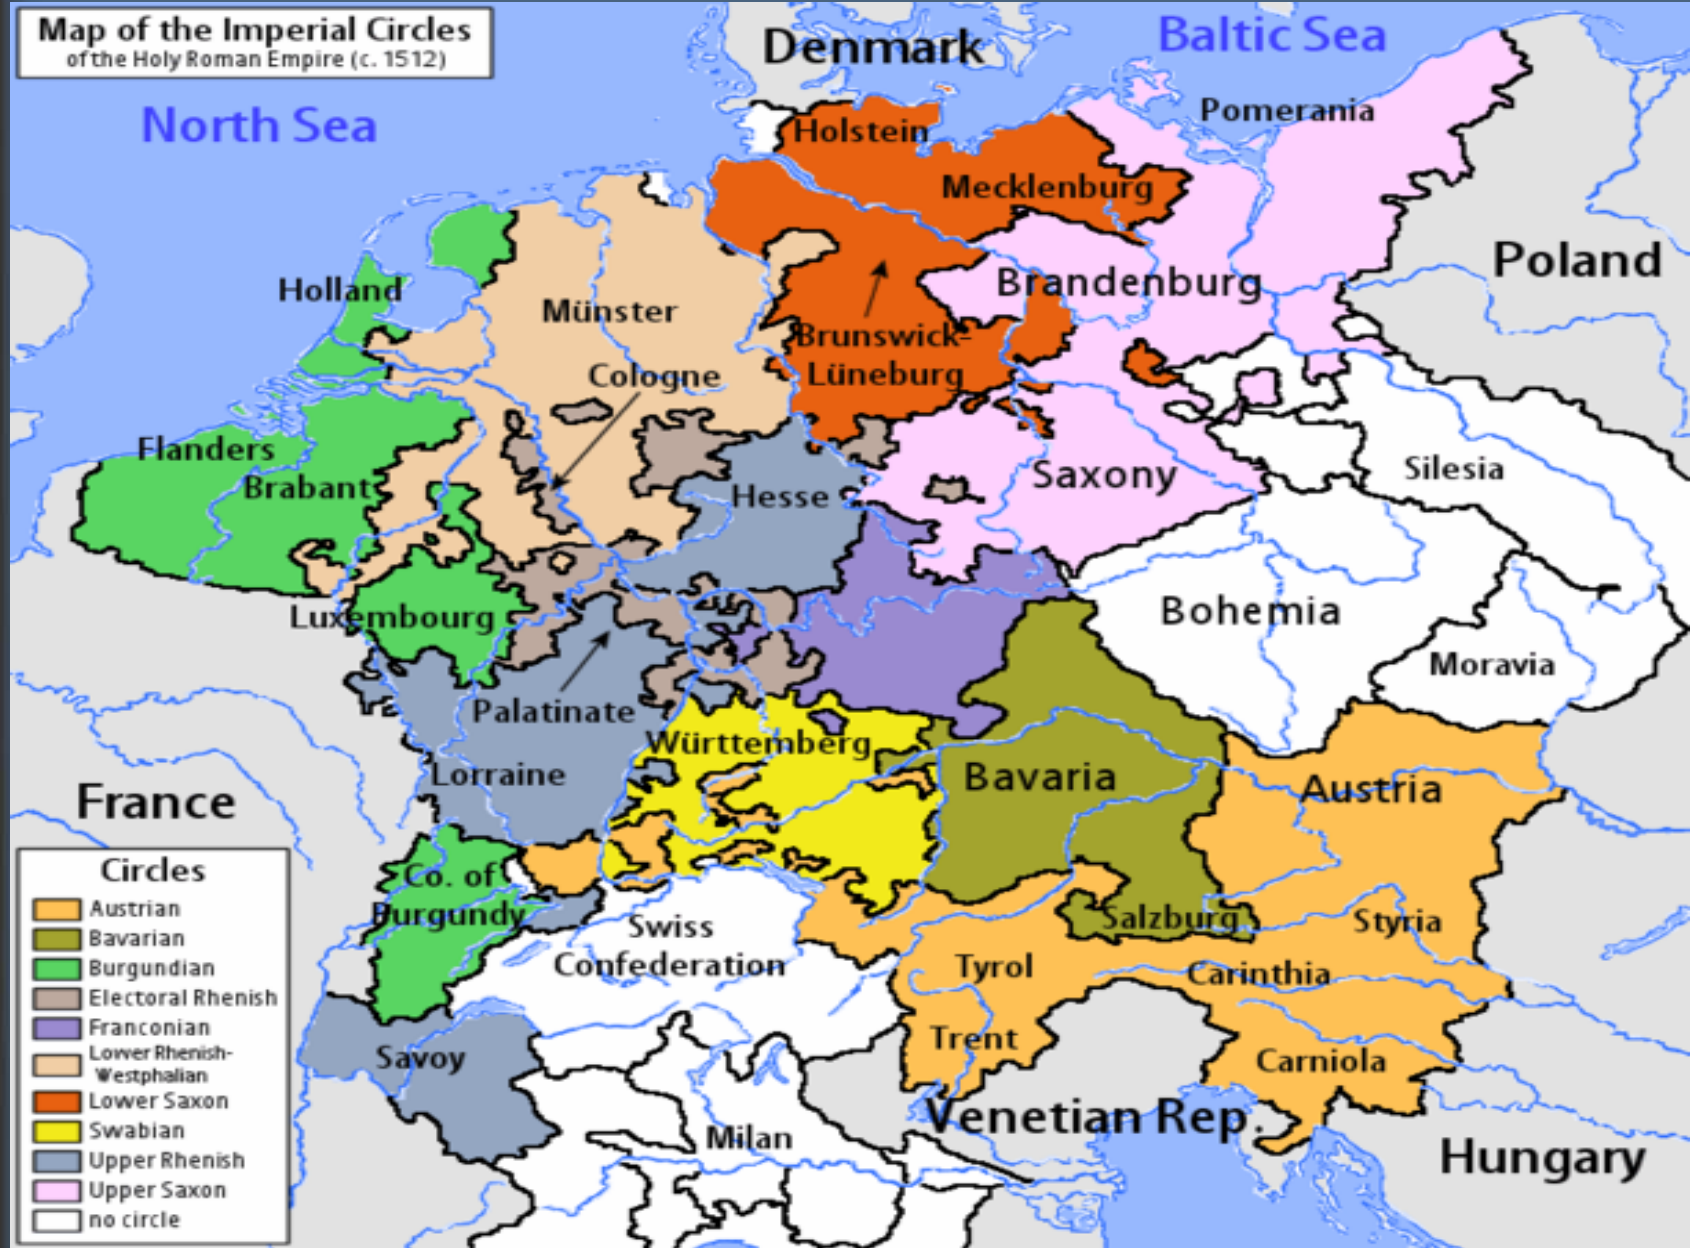 Map of the Imperial Circles
of the Holy Roman Empire (c. 1512)
Denmark
Baltic Sea
North Sea
Pomerania
Holstein
Mecklenburg
Poland
Holland
Brandenburg
Münster
Brunswick-
Lüneburg
Cologne
Flanders
Brabant
Hesse
Saxony
Silesia
Luxembourg
Bohemia
Moravia
Palatinate
Württemberg
Lorraine
Bavaria
Austria
France
Co. of
Burgundy
Swiss
Confederation
Salzburg
Styria
Tyrol
Carinthia
Trent
Savoy
Carniola
Venetian Rep.
Milan
Hungary
Circles
Austrian
Bavarian
Burgundian
Electoral Rhenish
Franconian
Lower Rhenish-
Westphalian
Lower Saxon
Swabian
Upper Rhenish
Upper Saxon
no circle